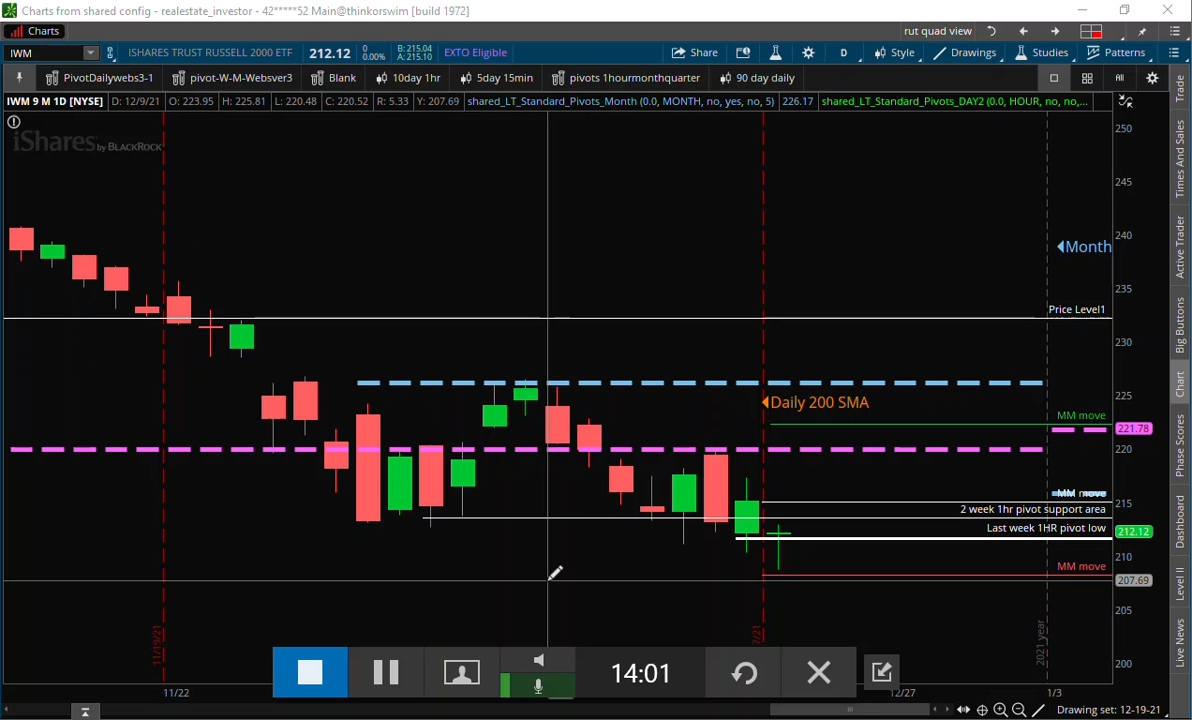 Charts from shared config - realestate_investor - 42*****52 Main@thinkorswim [build 1972]
Charts
rut quad view
IWM
ISHARES TRUST RUSSELL 2000 ETF
212.12
0
0.00%
B: 215.04
A: 215.10
EXTO Eligible
Share
D
Style
Drawings
Studies
Patterns
PivotDailywebs3-1
pivot-W-M-Websver3
Blank
10day 1hr
5day 15min
pivots 1hourmonthquarter
90 day daily
All
IWM 9 M 1D [NYSE]
D: 12/9/21
O: 223.95
H: 225.81
L: 220.48
C: 220.52
R: 5.33
Y: 207.69
shared_LT_Standard_Pivots_Month (0.0, MONTH, no, yes, no, 5)
226.17
shared_LT_Standard_Pivots_DAY2 (0.0, HOUR, no, no,...
iShares by BLACKROCK
250
245
240
Month
235
Price Level1
230
225
Daily 200 SMA
MM move
221.78
220
215
MM move
2 week 1hr pivot support area
Last week 1HR pivot low
212.12
210
MM move
207.69
205
200
11/19/21
2021 year
14:01
11/22
12/27
1/3
Drawing set: 12-19-21
Trade
Times And Sales
Active Trader
Big Buttons
Chart
Phase Scores
Dashboard
Level II
Live News